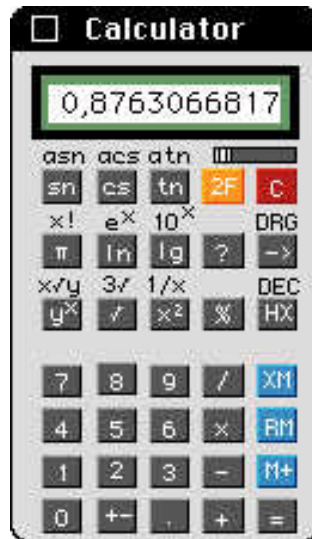 Calculator
0,8763066817
asn acs atn
sn cs tn 2F C
x! eˣ 10ˣ DRG
π ln lg ? ->
x√y 3√ 1/x DEC
yˣ √ x² % HX
7 8 9 / XM
4 5 6 × RM
1 2 3 - M+
0 +- . + =